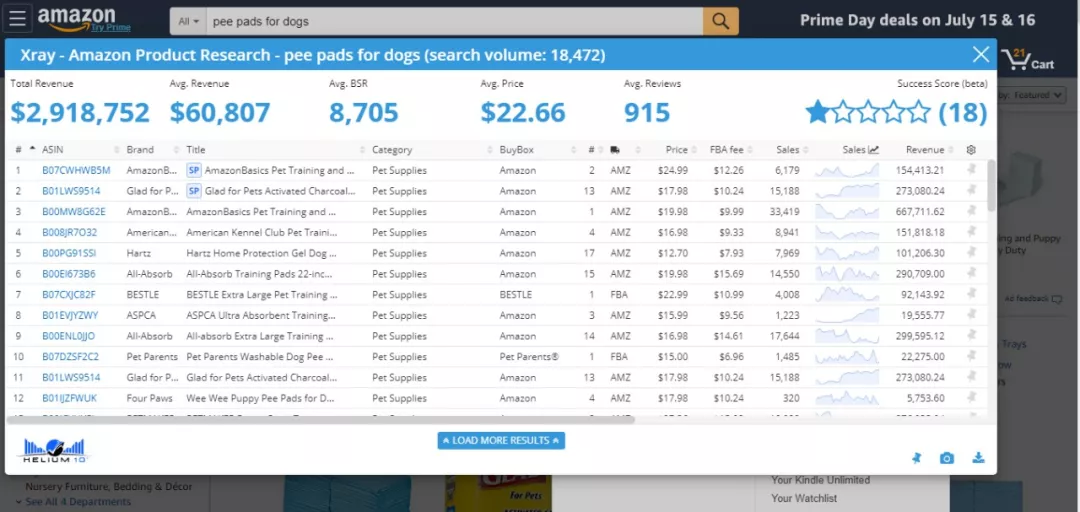 amazon
Try Prime
All
pee pads for dogs
Prime Day deals on July 15 & 16
Xray - Amazon Product Research - pee pads for dogs (search volume: 18,472)
21
Cart
by: Featured
Total Revenue Avg. Revenue Avg. BSR Avg. Price Avg. Reviews Success Score (beta)
$2,918,752 $60,807 8,705 $22.66 915 (18)
# ASIN Brand Title Category BuyBox # Price FBA fee Sales Sales Revenue
1 B07CWHWB5M AmazonB... SP AmazonBasics Pet Training and ... Pet Supplies Amazon 2 AMZ $24.99 $12.26 6,179 154,413.21
2 B01LWS9514 Glad for P... SP Glad for Pets Activated Charcoal... Pet Supplies Amazon 13 AMZ $17.98 $10.24 15,188 273,080.24
3 B00MW8G62E AmazonB... AmazonBasics Pet Training and ... Pet Supplies Amazon 1 AMZ $19.98 $9.99 33,419 667,711.62
4 B008JR7O32 American... American Kennel Club Pet Traini... Pet Supplies Amazon 4 AMZ $16.98 $9.33 8,941 151,818.18
5 B00PG91SSI Hartz Hartz Home Protection Gel Dog ... Pet Supplies Amazon 17 AMZ $12.70 $7.93 7,969 101,206.30
6 B00EI673B6 All-Absorb All-Absorb Training Pads 22-inc... Pet Supplies Amazon 15 AMZ $19.98 $15.69 14,550 290,709.00
7 B07CXJC82F BESTLE BESTLE Extra Large Pet Training ... Pet Supplies BESTLE 1 FBA $22.99 $10.99 4,008 92,143.92
8 B01EVJYZWY ASPCA ASPCA Ultra Absorbent Training... Pet Supplies Amazon 3 AMZ $15.99 $9.56 1,223 19,555.77
9 B00ENL0JJO All-Absorb All-absorb Extra Large Training ... Pet Supplies Amazon 14 AMZ $16.98 $14.61 17,644 299,595.12
10 B07DZSF2C2 Pet Parents Pet Parents Washable Dog Pee ... Pet Supplies Pet Parents® 1 FBA $15.00 $6.96 1,485 22,275.00
11 B01LWS9514 Glad for P... Glad for Pets Activated Charcoal... Pet Supplies Amazon 13 AMZ $17.98 $10.24 15,188 273,080.24
12 B01IJZFWUK Four Paws Wee Wee Puppy Pee Pads for D... Pet Supplies Amazon 4 AMZ $17.98 $10.24 320 5,753.60
LOAD MORE RESULTS
HELIUM 10
ing and Puppy
y Duty
Ad feedback
Trays
Nursery Furniture, Bedding & Décor
See All 4 Departments
For Pets
Your Kindle Unlimited
Your Watchlist